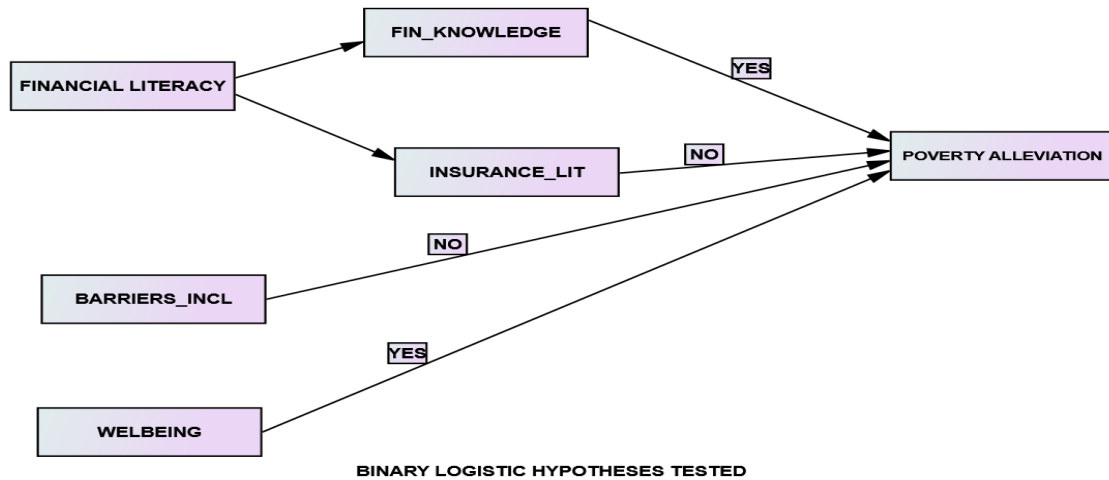 FIN_KNOWLEDGE
YES
FINANCIAL LITERACY
NO
POVERTY ALLEVIATION
INSURANCE_LIT
NO
BARRIERS_INCL
YES
WELBEING
BINARY LOGISTIC HYPOTHESES TESTED